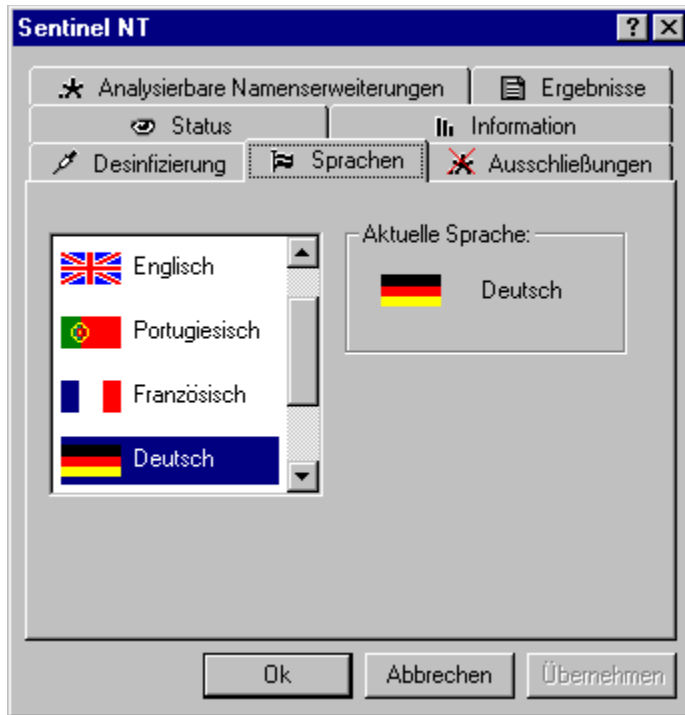 Sentinel NT
Analysierbare Namenserweiterungen
Ergebnisse
Status
Information
Desinfizierung
Sprachen
Ausschließungen
Englisch
Portugiesisch
Französisch
Deutsch
Aktuelle Sprache:
Deutsch
Ok
Abbrechen
Übernehmen